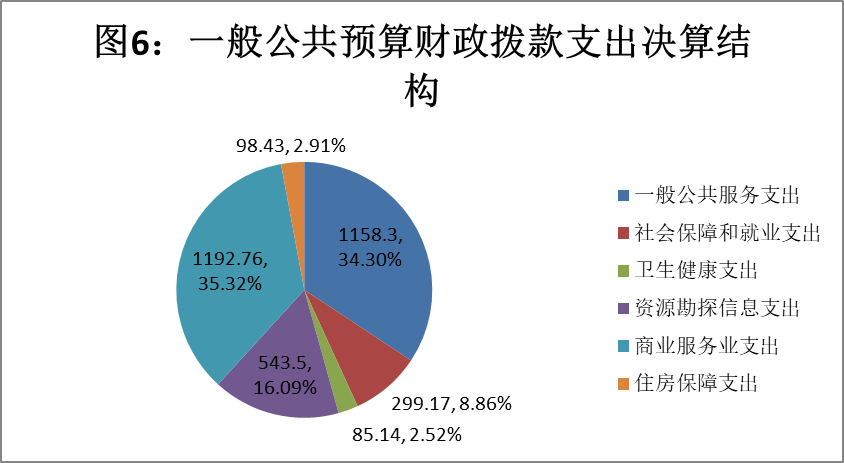 图6：一般公共预算财政拨款支出决算结
构
98.43, 2.91%
1158.3,
34.30%
1192.76,
35.32%
543.5,
16.09%
299.17, 8.86%
85.14, 2.52%
一般公共服务支出
社会保障和就业支出
卫生健康支出
资源勘探信息支出
商业服务业支出
住房保障支出